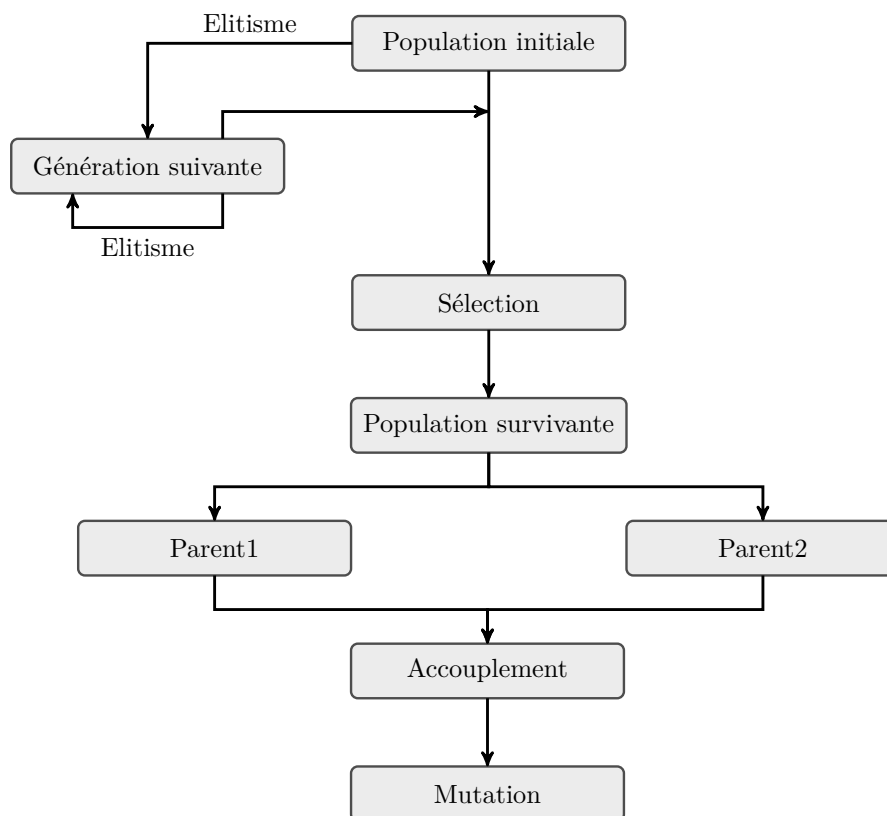 Elitisme
Population initiale
Génération suivante
Elitisme
Sélection
Population survivante
Parent1
Parent2
Accouplement
Mutation